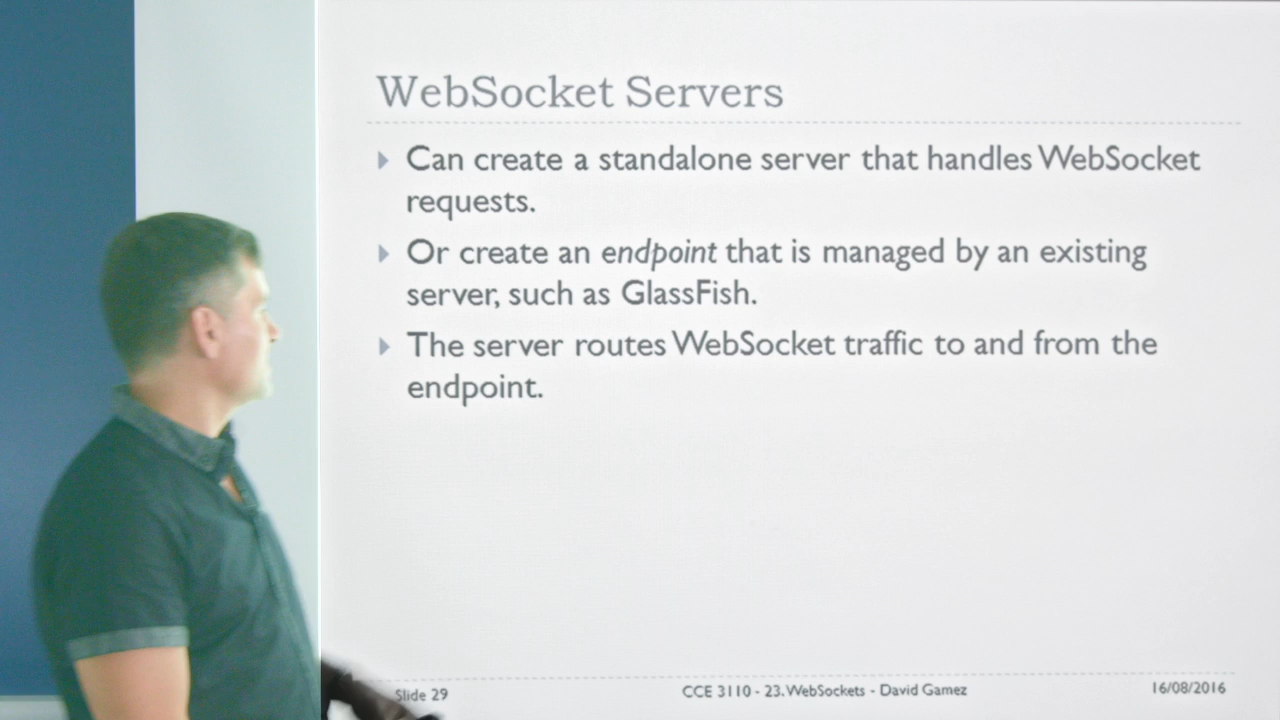 WebSocket Servers
Can create a standalone server that handles WebSocket
requests.
Or create an endpoint that is managed by an existing
server, such as GlassFish.
The server routes WebSocket traffic to and from the
endpoint.
Slide 29 CCE 3110 - 23. WebSockets - David Gamez 16/08/2016